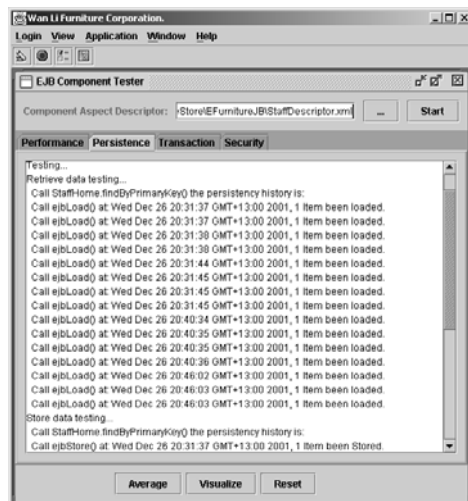 Wan Li Furniture Corporation.
Login View Application Window Help
EJB Component Tester
Component Aspect Descriptor: Store\EFurnitureJB\StaffDescriptor.xml ... Start
Performance Persistence Transaction Security
Testing...
Retrieve data testing...
Call StaffHome.findByPrimaryKey() the persistency history is:
Call ejbLoad() at: Wed Dec 26 20:31:37 GMT+13:00 2001, 1 Item been loaded.
Call ejbLoad() at: Wed Dec 26 20:31:37 GMT+13:00 2001, 1 Item been loaded.
Call ejbLoad() at: Wed Dec 26 20:31:38 GMT+13:00 2001, 1 Item been loaded.
Call ejbLoad() at: Wed Dec 26 20:31:38 GMT+13:00 2001, 1 Item been loaded.
Call ejbLoad() at: Wed Dec 26 20:31:44 GMT+13:00 2001, 1 Item been loaded.
Call ejbLoad() at: Wed Dec 26 20:31:45 GMT+13:00 2001, 1 Item been loaded.
Call ejbLoad() at: Wed Dec 26 20:31:45 GMT+13:00 2001, 1 Item been loaded.
Call ejbLoad() at: Wed Dec 26 20:31:45 GMT+13:00 2001, 1 Item been loaded.
Call ejbLoad() at: Wed Dec 26 20:40:34 GMT+13:00 2001, 1 Item been loaded.
Call ejbLoad() at: Wed Dec 26 20:40:35 GMT+13:00 2001, 1 Item been loaded.
Call ejbLoad() at: Wed Dec 26 20:40:35 GMT+13:00 2001, 1 Item been loaded.
Call ejbLoad() at: Wed Dec 26 20:40:36 GMT+13:00 2001, 1 Item been loaded.
Call ejbLoad() at: Wed Dec 26 20:46:02 GMT+13:00 2001, 1 Item been loaded.
Call ejbLoad() at: Wed Dec 26 20:46:03 GMT+13:00 2001, 1 Item been loaded.
Call ejbLoad() at: Wed Dec 26 20:46:03 GMT+13:00 2001, 1 Item been loaded.
Store data testing...
Call StaffHome.findByPrimaryKey() the persistency history is:
Call ejbStore() at: Wed Dec 26 20:31:37 GMT+13:00 2001, 1 Item been Stored.
Average Visualize Reset